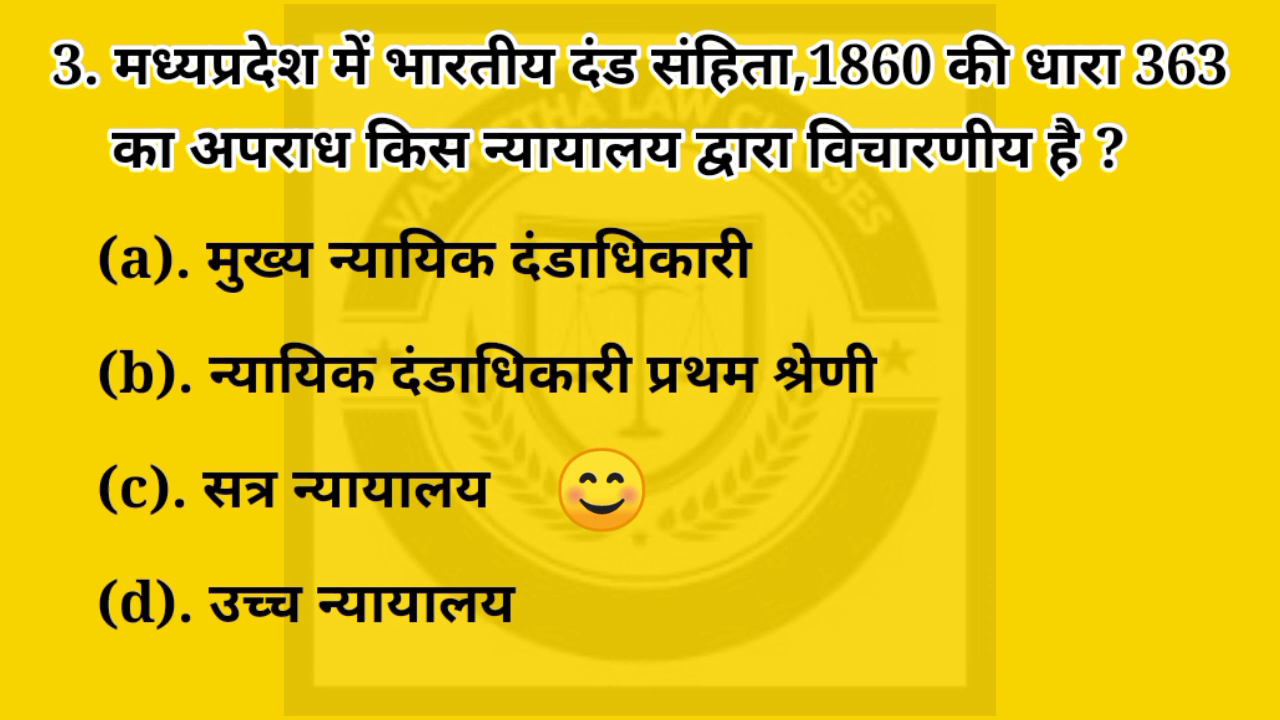 3. मध्यप्रदेश में भारतीय दंड संहिता,1860 की धारा 363
का अपराध किस न्यायालय द्वारा विचारणीय है ?
(a). मुख्य न्यायिक दंडाधिकारी
(b). न्यायिक दंडाधिकारी प्रथम श्रेणी
(c). सत्र न्यायालय 😊
(d). उच्च न्यायालय